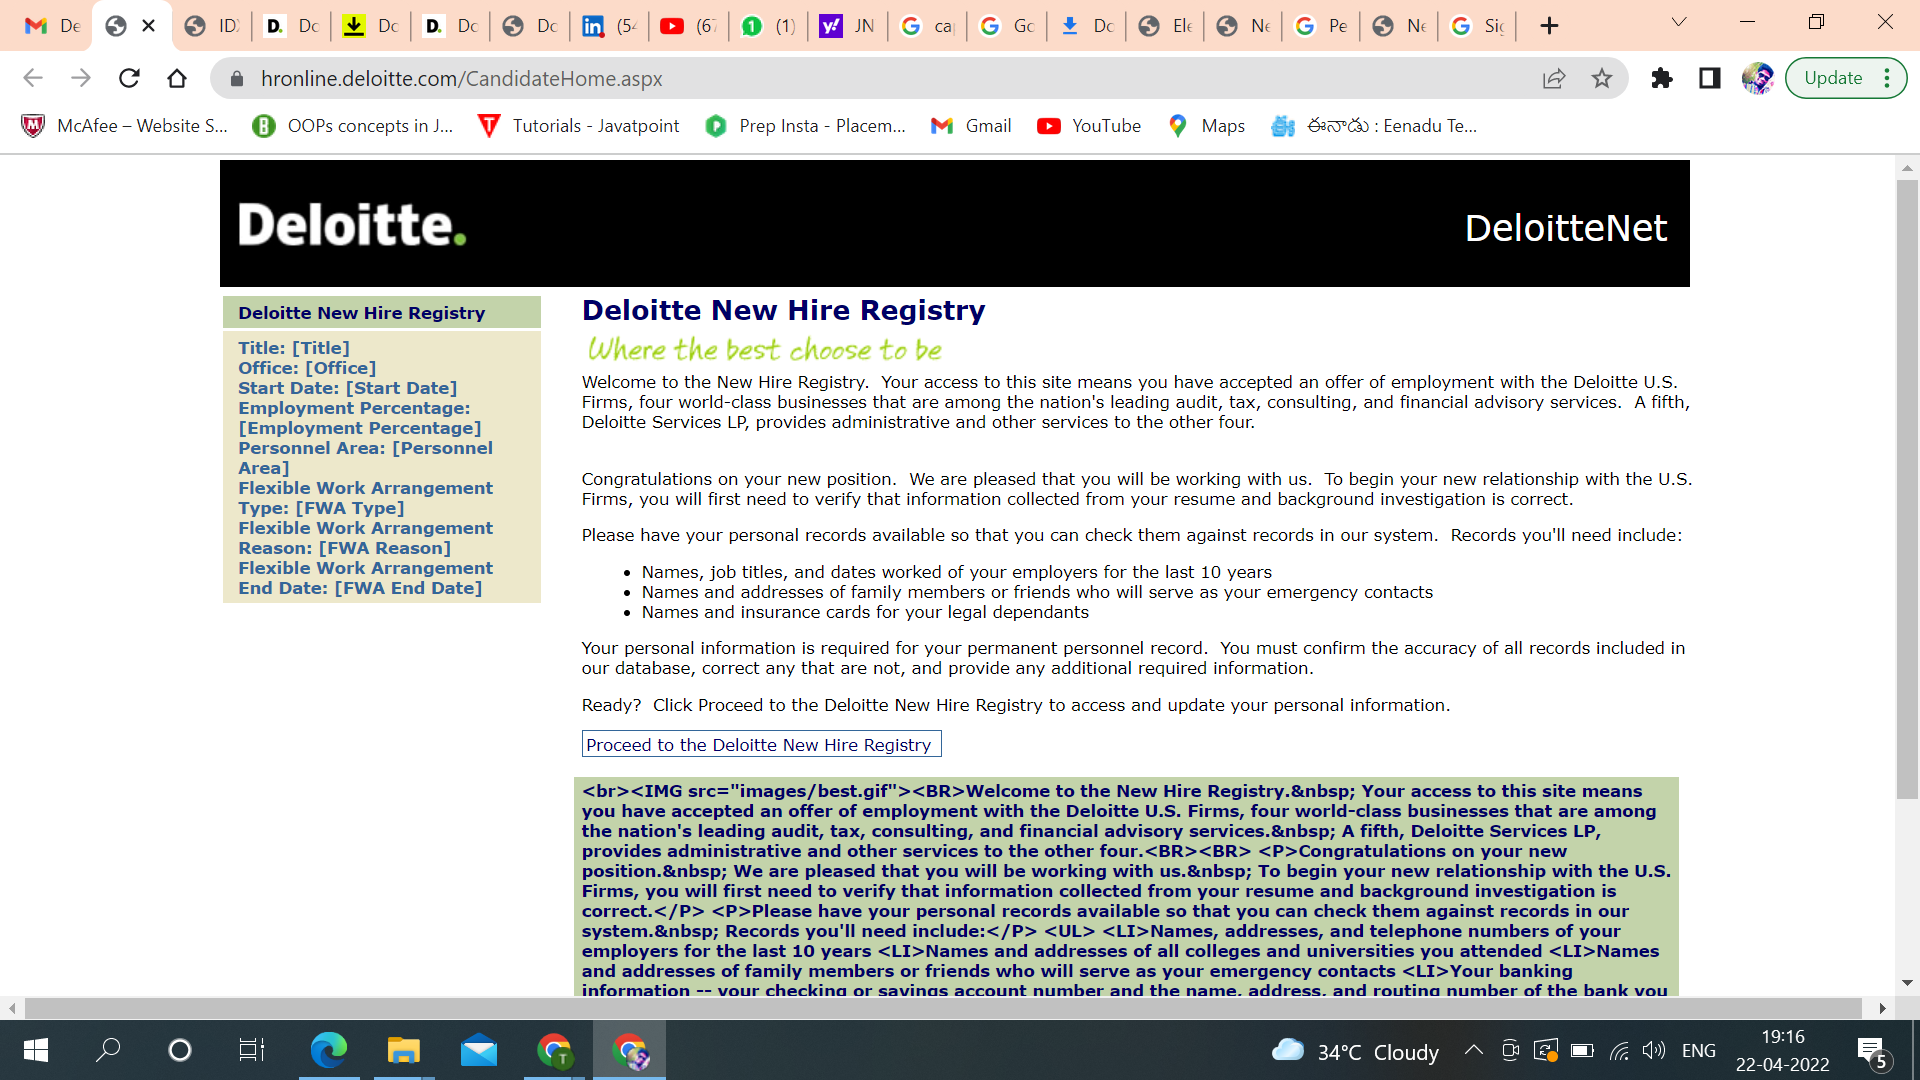 De
ID
Do
Do
Do
Do
(54
(67
(1)
JN
ca
Go
Do
Ele
Ne
Pe
Ne
Sig
hronline.deloitte.com/CandidateHome.aspx
Update
McAfee – Website S... OOPs concepts in J... Tutorials - Javatpoint Prep Insta - Placem... Gmail YouTube Maps ఈనాడు : Eenadu Te...
Deloitte.
DeloitteNet
Deloitte New Hire Registry
Title: [Title]
Office: [Office]
Start Date: [Start Date]
Employment Percentage:
[Employment Percentage]
Personnel Area: [Personnel
Area]
Flexible Work Arrangement
Type: [FWA Type]
Flexible Work Arrangement
Reason: [FWA Reason]
Flexible Work Arrangement
End Date: [FWA End Date]
Deloitte New Hire Registry
Where the best choose to be
Welcome to the New Hire Registry. Your access to this site means you have accepted an offer of employment with the Deloitte U.S.
Firms, four world-class businesses that are among the nation's leading audit, tax, consulting, and financial advisory services. A fifth,
Deloitte Services LP, provides administrative and other services to the other four.
Congratulations on your new position. We are pleased that you will be working with us. To begin your new relationship with the U.S.
Firms, you will first need to verify that information collected from your resume and background investigation is correct.
Please have your personal records available so that you can check them against records in our system. Records you'll need include:
• Names, job titles, and dates worked of your employers for the last 10 years
• Names and addresses of family members or friends who will serve as your emergency contacts
• Names and insurance cards for your legal dependants
Your personal information is required for your permanent personnel record. You must confirm the accuracy of all records included in
our database, correct any that are not, and provide any additional required information.
Ready? Click Proceed to the Deloitte New Hire Registry to access and update your personal information.
Proceed to the Deloitte New Hire Registry
<br><IMG src="images/best.gif"><BR>Welcome to the New Hire Registry.&nbsp; Your access to this site means
you have accepted an offer of employment with the Deloitte U.S. Firms, four world-class businesses that are among
the nation's leading audit, tax, consulting, and financial advisory services.&nbsp; A fifth, Deloitte Services LP,
provides administrative and other services to the other four.<BR><BR> <P>Congratulations on your new
position.&nbsp; We are pleased that you will be working with us.&nbsp; To begin your new relationship with the U.S.
Firms, you will first need to verify that information collected from your resume and background investigation is
correct.</P> <P>Please have your personal records available so that you can check them against records in our
system.&nbsp; Records you'll need include:</P> <UL> <LI>Names, addresses, and telephone numbers of your
employers for the last 10 years <LI>Names and addresses of all colleges and universities you attended <LI>Names
and addresses of family members or friends who will serve as your emergency contacts <LI>Your banking
information -- your checking or savings account number and the name, address, and routing number of the bank you
34°C Cloudy
ENG
19:16
22-04-2022
5